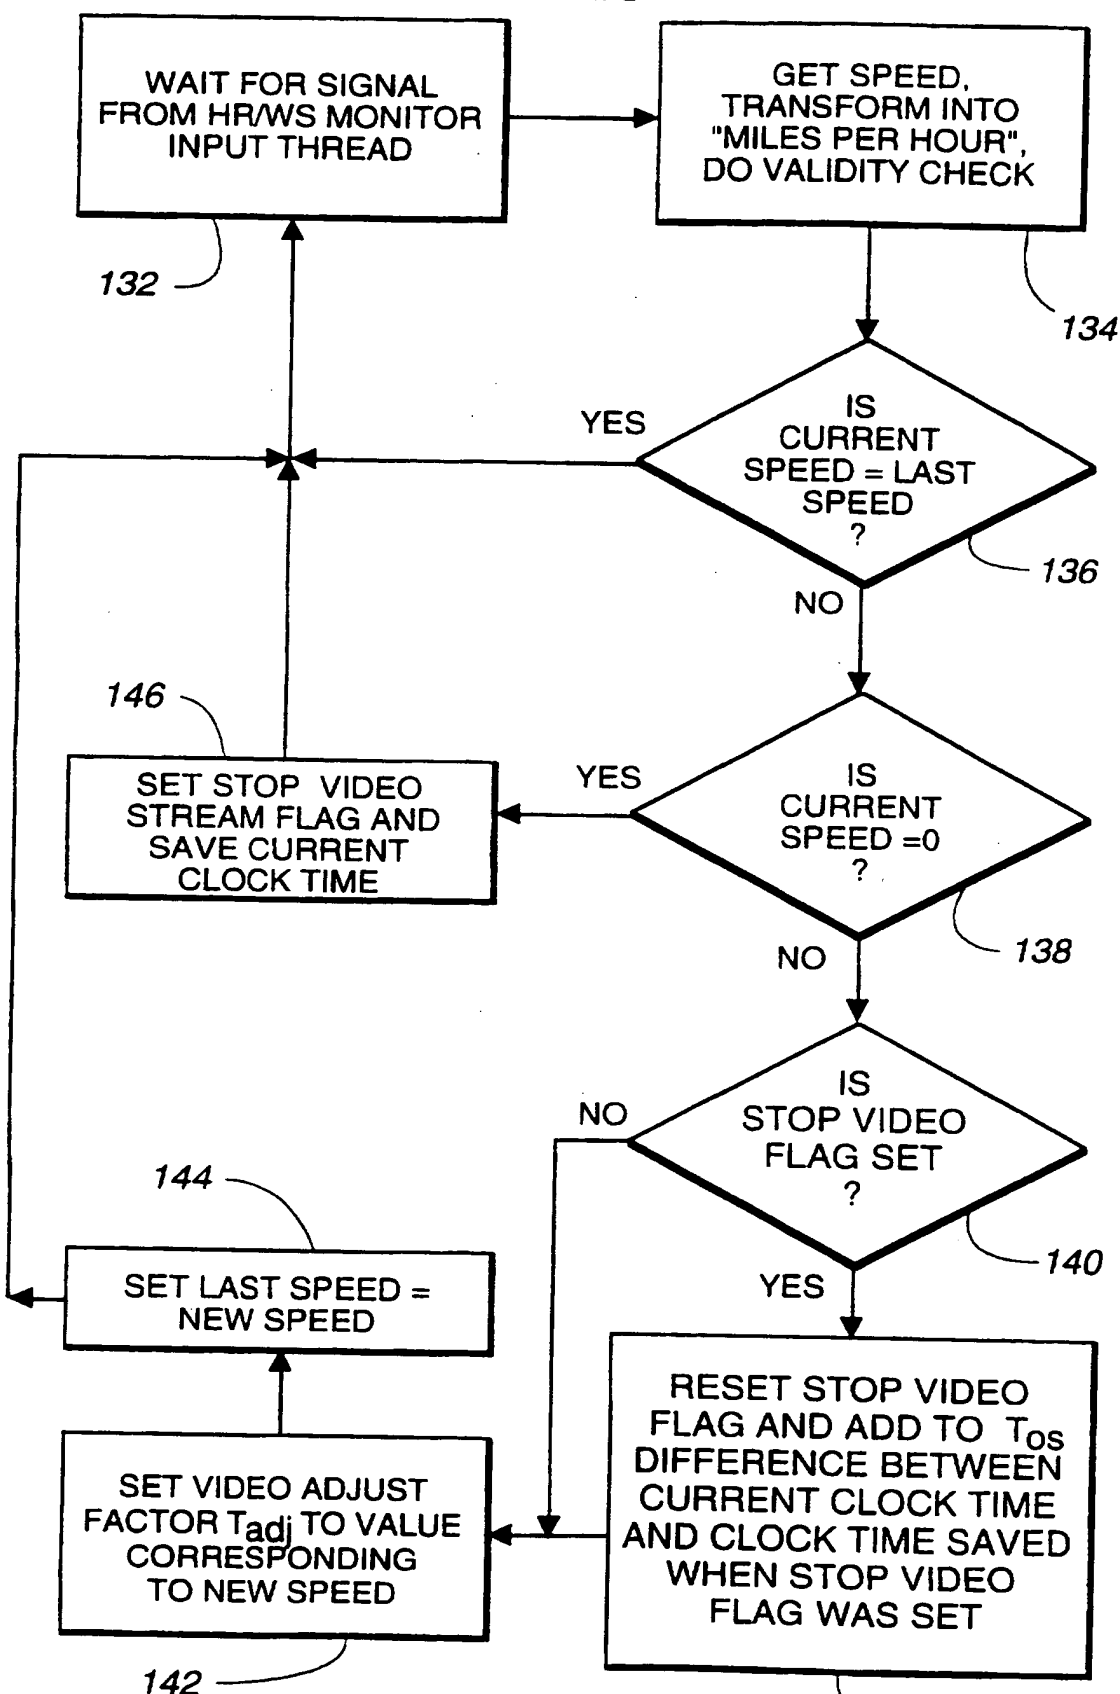 WAIT FOR SIGNAL
FROM HR/WS MONITOR
INPUT THREAD
132
GET SPEED,
TRANSFORM INTO
"MILES PER HOUR",
DO VALIDITY CHECK
134
IS
CURRENT
SPEED = LAST
SPEED
?
YES
136
NO
IS
CURRENT
SPEED =0
?
YES
138
NO
146
SET STOP VIDEO
STREAM FLAG AND
SAVE CURRENT
CLOCK TIME
IS
STOP VIDEO
FLAG SET
?
NO
140
YES
RESET STOP VIDEO
FLAG AND ADD TO Tos
DIFFERENCE BETWEEN
CURRENT CLOCK TIME
AND CLOCK TIME SAVED
WHEN STOP VIDEO
FLAG WAS SET
144
SET LAST SPEED =
NEW SPEED
SET VIDEO ADJUST
FACTOR Tadj TO VALUE
CORRESPONDING
TO NEW SPEED
142